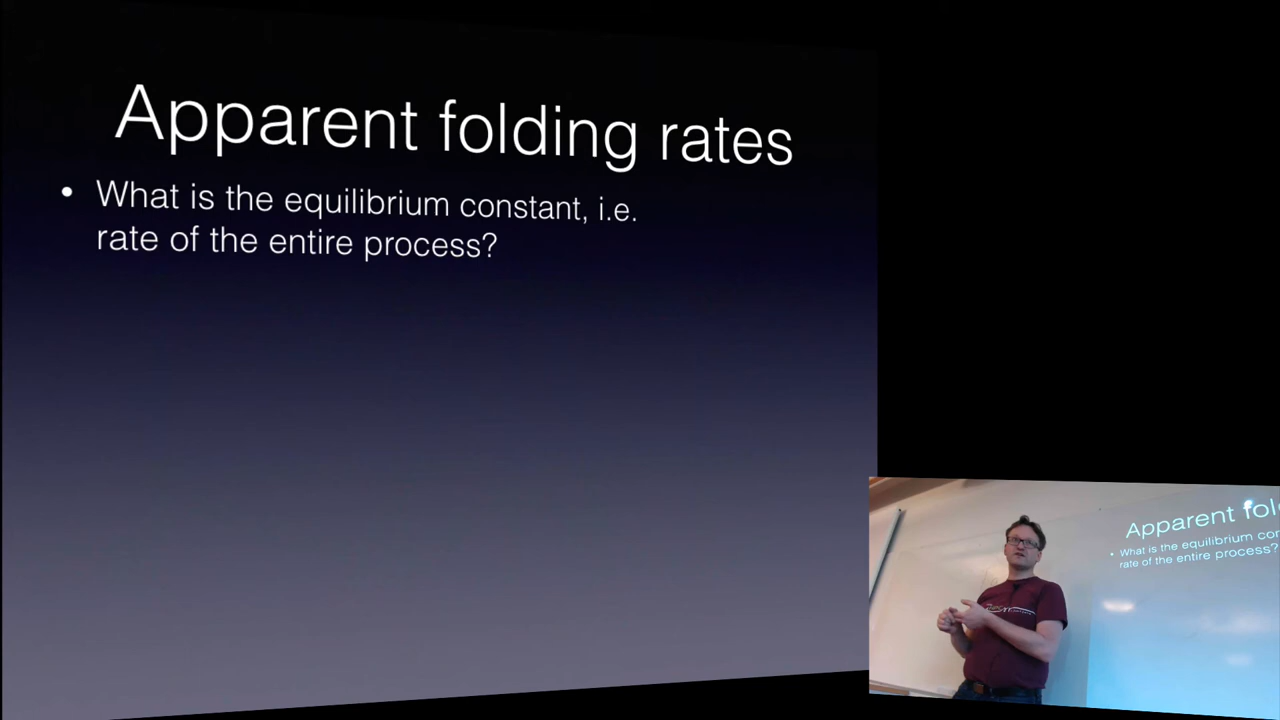 Apparent folding rates
• What is the equilibrium constant, i.e.
rate of the entire process?
Apparent fol
• What is the equilibrium con
rate of the entire process?